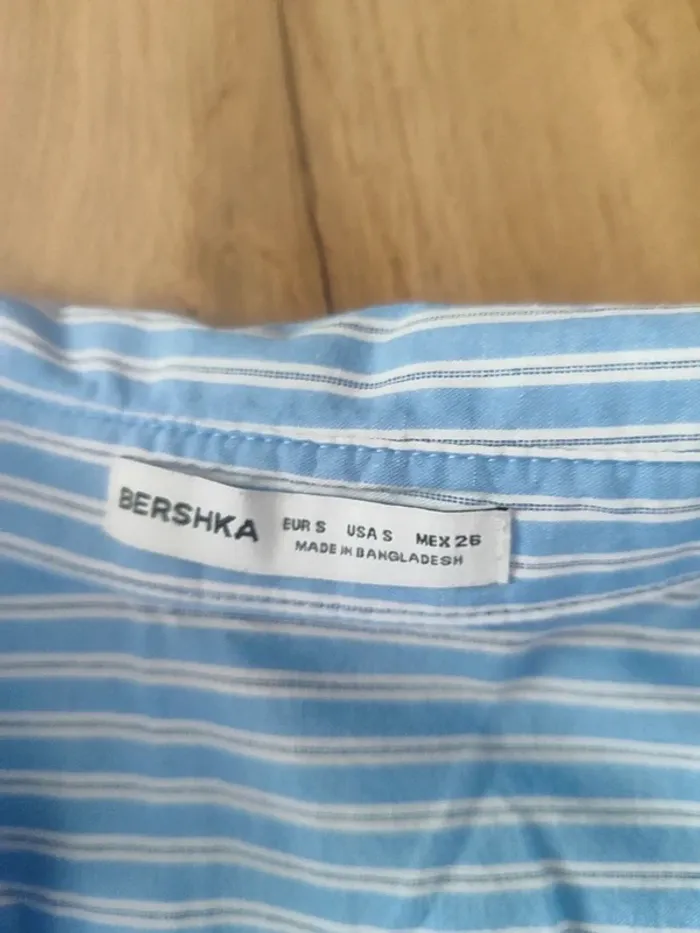 BERSHKA
EUR S USA S MEX 26
MADE IN BANGLADESH